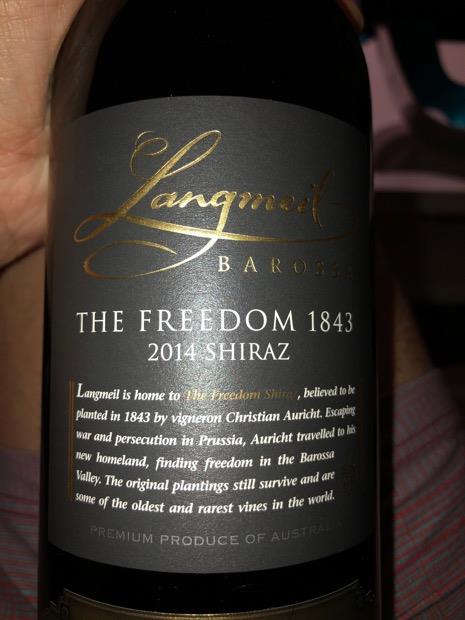 Langmeil
BAROSSA
THE FREEDOM 1843
2014 SHIRAZ
Langmeil is home to The Freedom Shiraz, believed to be
planted in 1843 by vigneron Christian Auricht. Escaping
war and persecution in Prussia, Auricht travelled to his
new homeland, finding freedom in the Barossa
Valley. The original plantings still survive and are
some of the oldest and rarest vines in the world.
PREMIUM PRODUCE OF AUSTRALIA